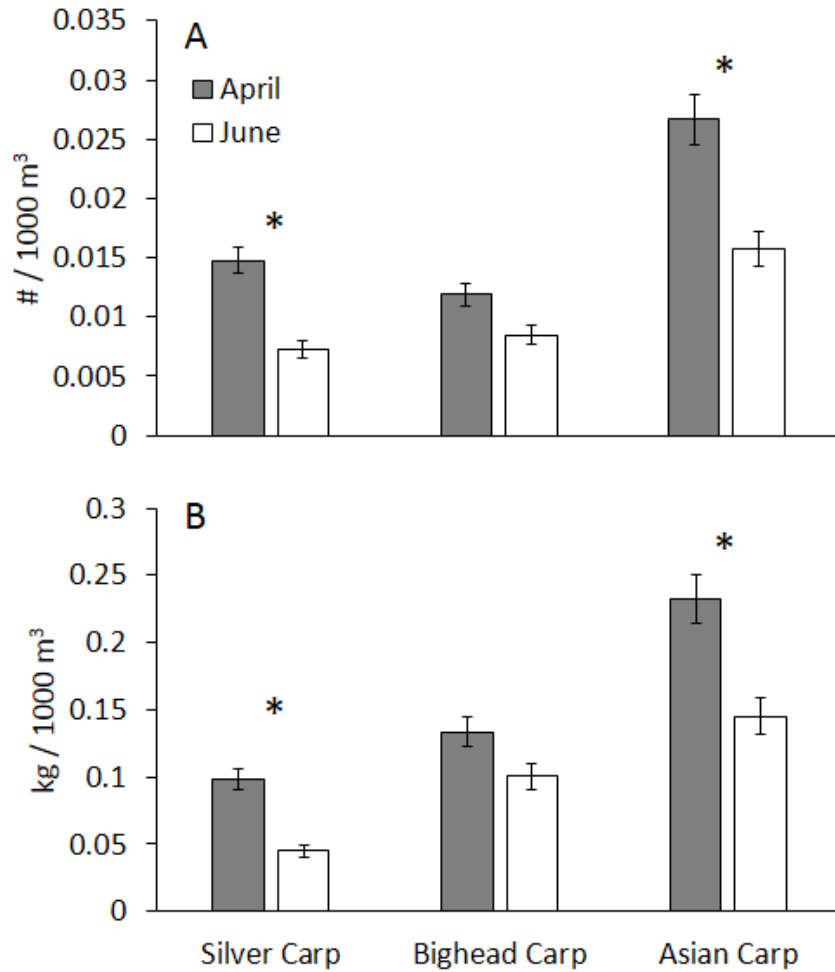 A
April
June
# / 1000 m³
0.035
0.03
0.025
0.02
0.015
0.01
0.005
0
*
*
B
kg / 1000 m³
0.3
0.25
0.2
0.15
0.1
0.05
0
*
*
Silver Carp
Bighead Carp
Asian Carp